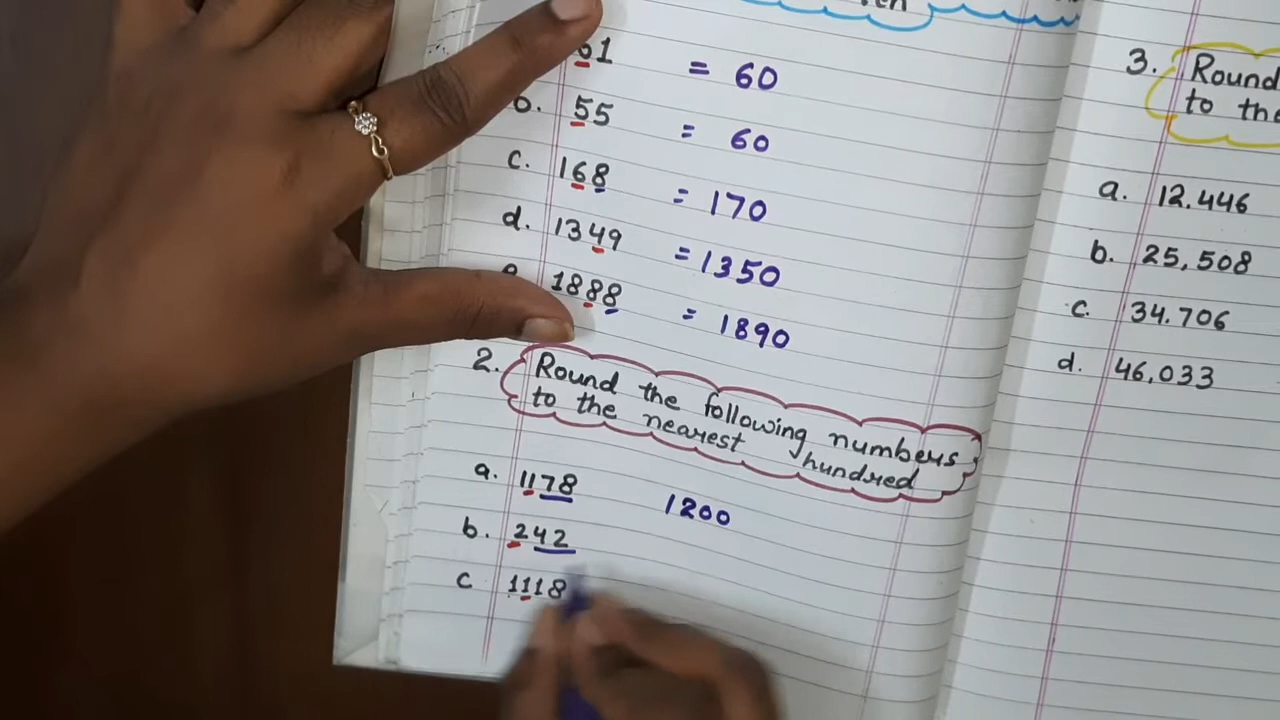 61 = 60
b. 55 = 60
c. 168 = 170
d. 1349 = 1350
1888 = 1890
2. Round the following numbers
to the nearest hundred
a. 1178 1200
b. 242
c 1118
3. Round
to the
a. 12.446
b. 25,508
c. 34.706
d. 46,033